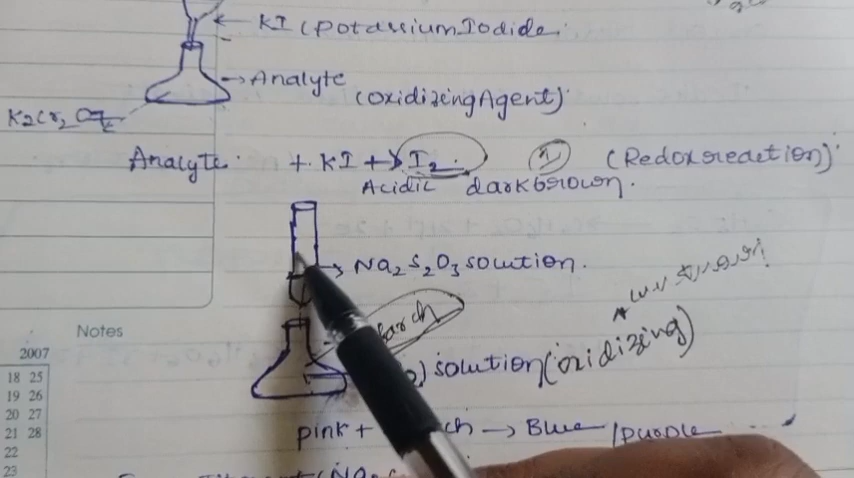 KI (Potassium Iodide.
→ Analyte
(oxidizing Agent)
K2Cr2O7
Analyte. + KI → I2. (Redox reaction)
Acidic dark brown.
→ Na2S2O3 solution.
solution (oxidizing)
Notes
2007
18 25
19 26
20 27
21 28
22
23
pink + → Blue / purple